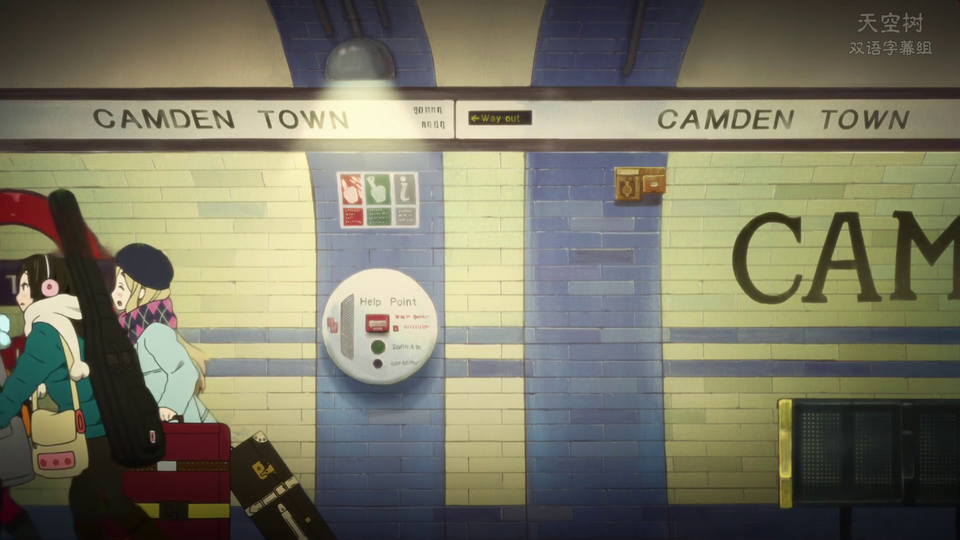 天空树
双语字幕组
CAMDEN TOWN
←Way out
CAMDEN TOWN
i
CAM
Help Point